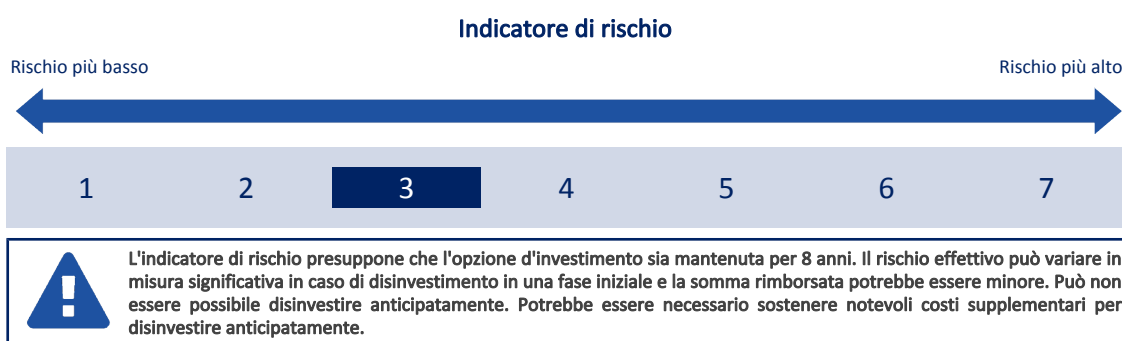 Indicatore di rischio
Rischio più basso
Rischio più alto
1 2 3 4 5 6 7
L'indicatore di rischio presuppone che l'opzione d'investimento sia mantenuta per 8 anni. Il rischio effettivo può variare in
misura significativa in caso di disinvestimento in una fase iniziale e la somma rimborsata potrebbe essere minore. Può non
essere possibile disinvestire anticipatamente. Potrebbe essere necessario sostenere notevoli costi supplementari per
disinvestire anticipatamente.